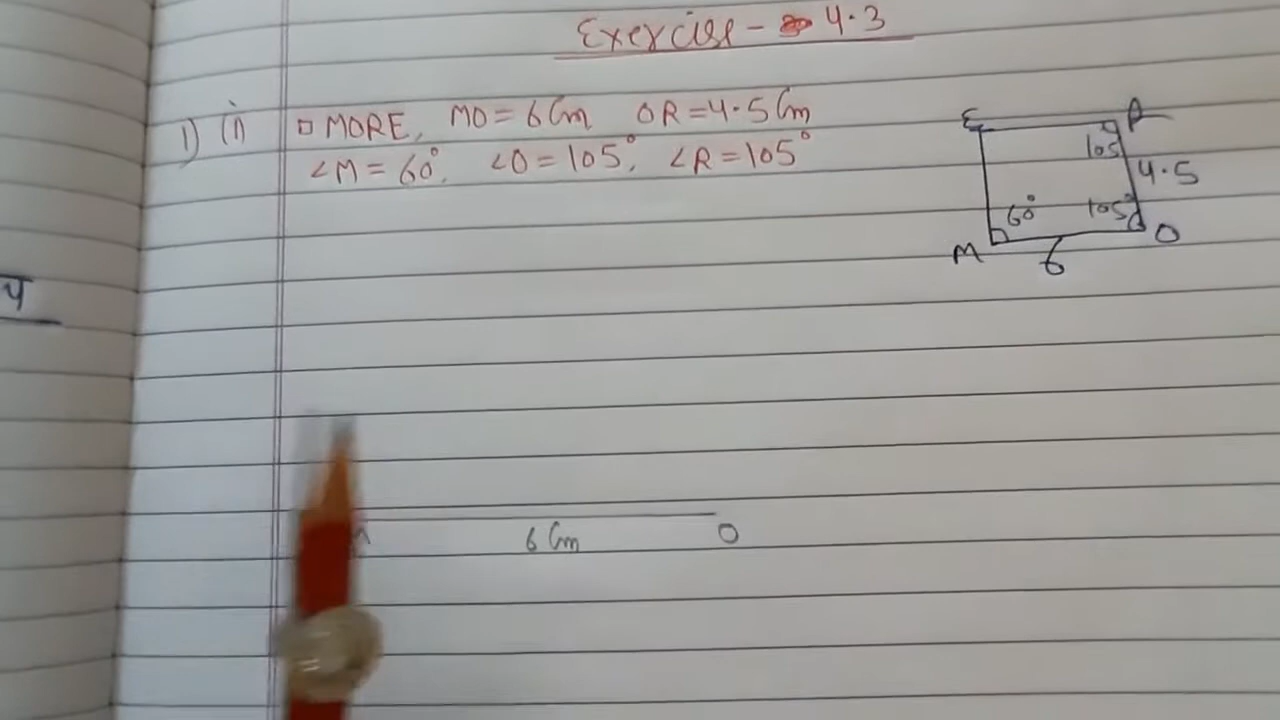 Exercise - 4.3
1) (i) □ MORE, MO = 6 Cm OR = 4.5 Cm
∠M = 60°, ∠O = 105°, ∠R = 105°
E R
105
4.5
60° 105°
M 6 O
4
6 Cm O